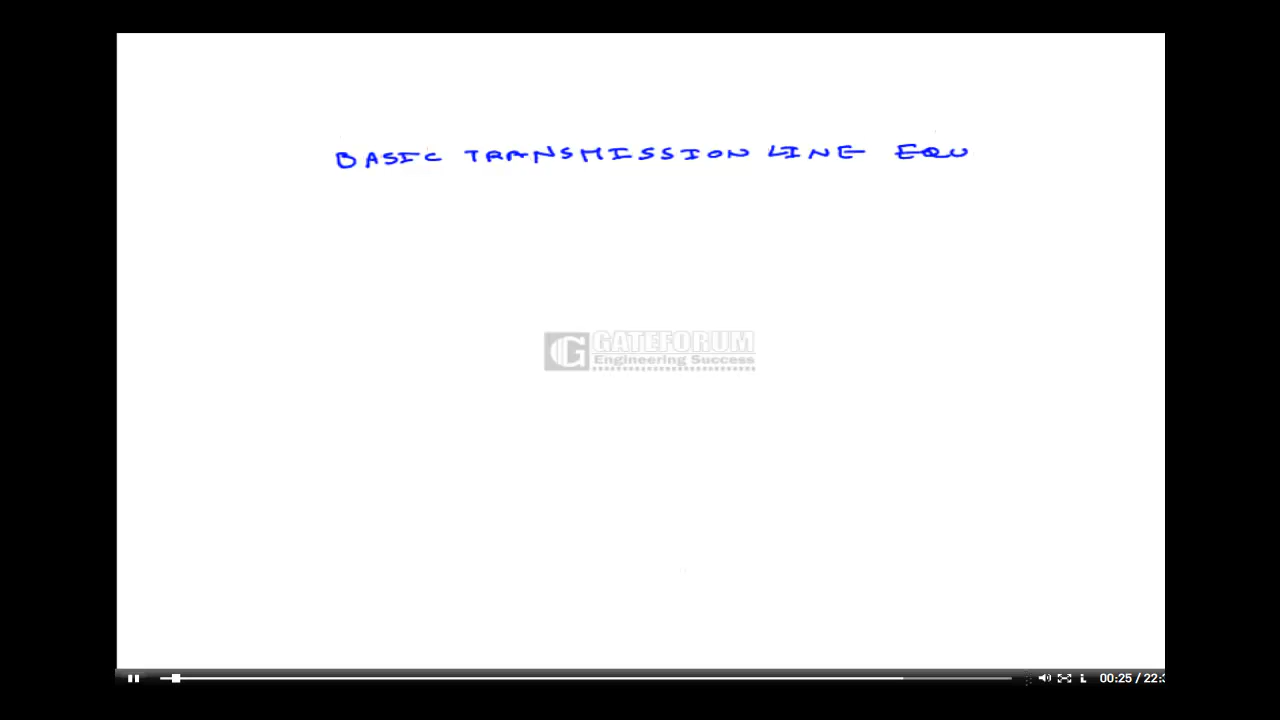 BASIC TRANSMISSION LINE EQU
GATEFORUM
Engineering Success
00:25 / 22: